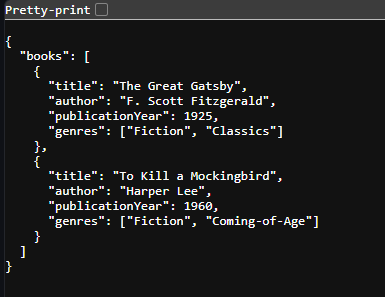 Pretty-print
{
  "books": [
    {
      "title": "The Great Gatsby",
      "author": "F. Scott Fitzgerald",
      "publicationYear": 1925,
      "genres": ["Fiction", "Classics"]
    },
    {
      "title": "To Kill a Mockingbird",
      "author": "Harper Lee",
      "publicationYear": 1960,
      "genres": ["Fiction", "Coming-of-Age"]
    }
  ]
}